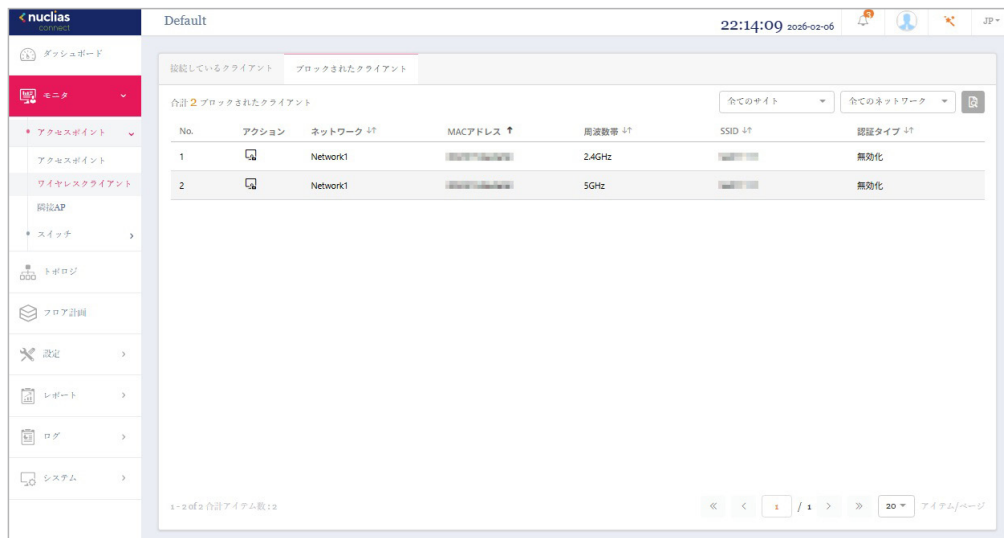 nuclias
connect
Default
22:14:09 2026-02-06
3
JP
ダッシュボード
モニタ
アクセスポイント
アクセスポイント
ワイヤレスクライアント
隣接AP
スイッチ
トポロジ
フロア計画
設定
レポート
ログ
システム
接続しているクライアント ブロックされたクライアント
合計 2 ブロックされたクライアント
全てのサイト 全てのネットワーク
No. アクション ネットワーク MACアドレス 周波数帯 SSID 認証タイプ
1 Network1 2.4GHz 無効化
2 Network1 5GHz 無効化
1 - 2 of 2 合計アイテム数 : 2
1 / 1 20 アイテム/ページ